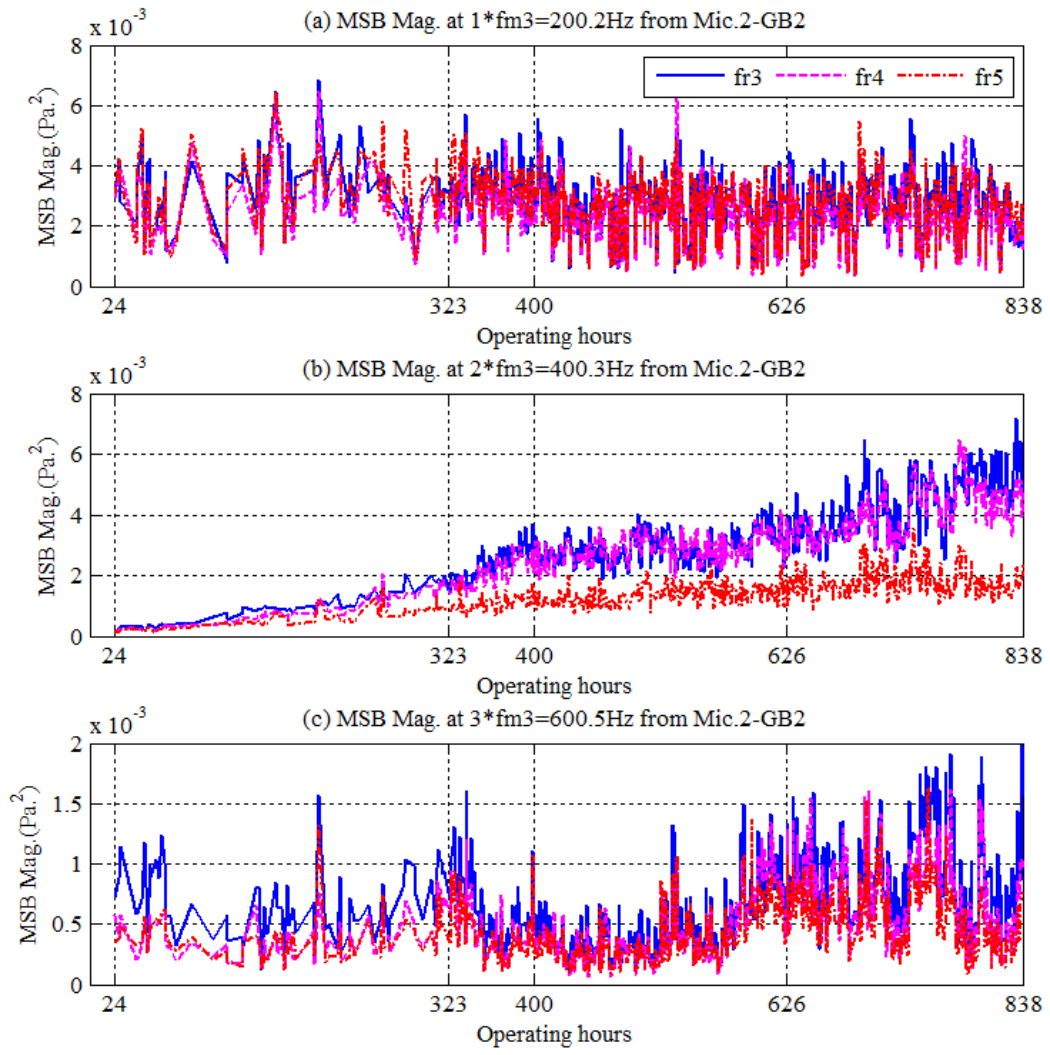 (a) MSB Mag. at 1*fm3=200.2Hz from Mic.2-GB2
x 10⁻³
8
6
4
2
0
MSB Mag.(Pa.²)
fr3 fr4 fr5
24 323 400 626 838
Operating hours
(b) MSB Mag. at 2*fm3=400.3Hz from Mic.2-GB2
x 10⁻³
8
6
4
2
0
MSB Mag.(Pa.²)
24 323 400 626 838
Operating hours
(c) MSB Mag. at 3*fm3=600.5Hz from Mic.2-GB2
x 10⁻³
2
1.5
1
0.5
0
MSB Mag.(Pa.²)
24 323 400 626 838
Operating hours